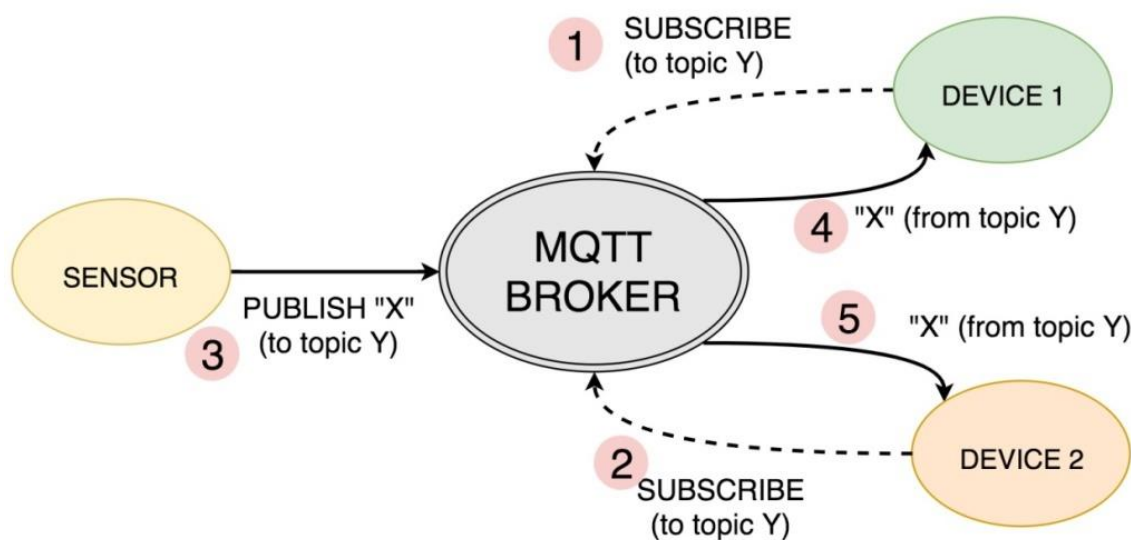 1
SUBSCRIBE
(to topic Y)
DEVICE 1
4
"X" (from topic Y)
SENSOR
MQTT
BROKER
3
PUBLISH "X"
(to topic Y)
5
"X" (from topic Y)
2
SUBSCRIBE
(to topic Y)
DEVICE 2